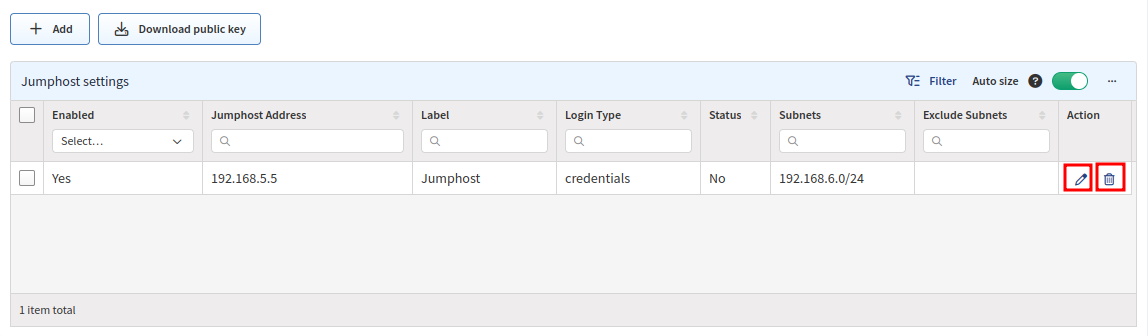 Add Download public key
Jumphost settings Filter Auto size ? ...
Enabled Jumphost Address Label Login Type Status Subnets Exclude Subnets Action
Select...
Yes 192.168.5.5 Jumphost credentials No 192.168.6.0/24
1 item total